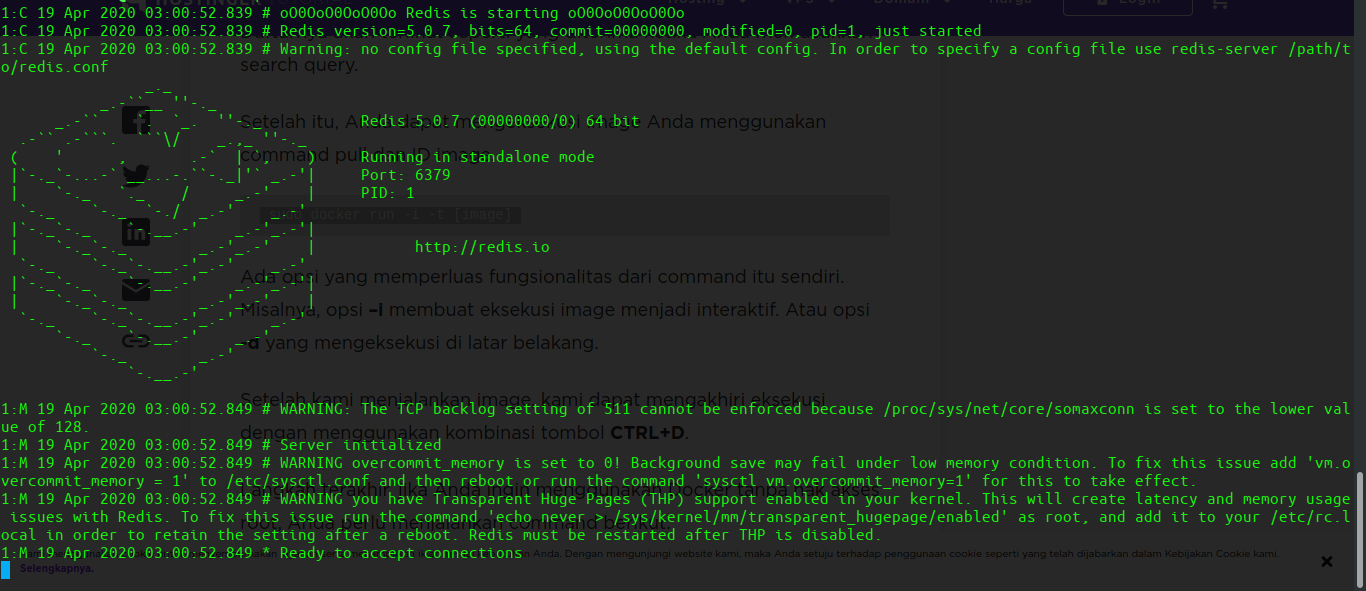 HOSTINGER Hosting VPS Domain Harga Login
1:C 19 Apr 2020 03:00:52.839 # oO0OoO0OoO0Oo Redis is starting oO0OoO0OoO0Oo
1:C 19 Apr 2020 03:00:52.839 # Redis version=5.0.7, bits=64, commit=00000000, modified=0, pid=1, just started
1:C 19 Apr 2020 03:00:52.839 # Warning: no config file specified, using the default config. In order to specify a config file use redis-server /path/t
o/redis.conf
search query.
Setelah itu, Anda dapat image Anda menggunakan
Redis 5.0.7 (00000000/0) 64 bit
command pull dan ID image
Running in standalone mode
Port: 6379
PID: 1
sudo docker run -i -t [image]
http://redis.io
Ada opsi yang memperluas fungsionalitas dari command itu sendiri.
Misalnya, opsi –i membuat eksekusi image menjadi interaktif. Atau opsi
–d yang mengeksekusi di latar belakang.
Setelah kami menjalankan image, kami dapat mengakhiri eksekusi
1:M 19 Apr 2020 03:00:52.849 # WARNING: The TCP backlog setting of 511 cannot be enforced because /proc/sys/net/core/somaxconn is set to the lower val
ue of 128.
dengan menggunakan kombinasi tombol CTRL+D.
1:M 19 Apr 2020 03:00:52.849 # Server initialized
1:M 19 Apr 2020 03:00:52.849 # WARNING overcommit_memory is set to 0! Background save may fail under low memory condition. To fix this issue add 'vm.o
vercommit_memory = 1' to /etc/sysctl.conf and then reboot or run the command 'sysctl vm.overcommit_memory=1' for this to take effect.
1:M 19 Apr 2020 03:00:52.849 # WARNING you have Transparent Huge Pages (THP) support enabled in your kernel. This will create latency and memory usage
issues with Redis. To fix this issue run the command 'echo never > /sys/kernel/mm/transparent_hugepage/enabled' as root, and add it to your /etc/rc.l
ocal in order to retain the setting after a reboot. Redis must be restarted after THP is disabled.
1:M 19 Apr 2020 03:00:52.849 * Ready to accept connections
Anda. Dengan mengunjungi website kami, maka Anda setuju terhadap penggunaan cookie seperti yang telah dijabarkan dalam Kebijakan Cookie kami.
Selengkapnya.